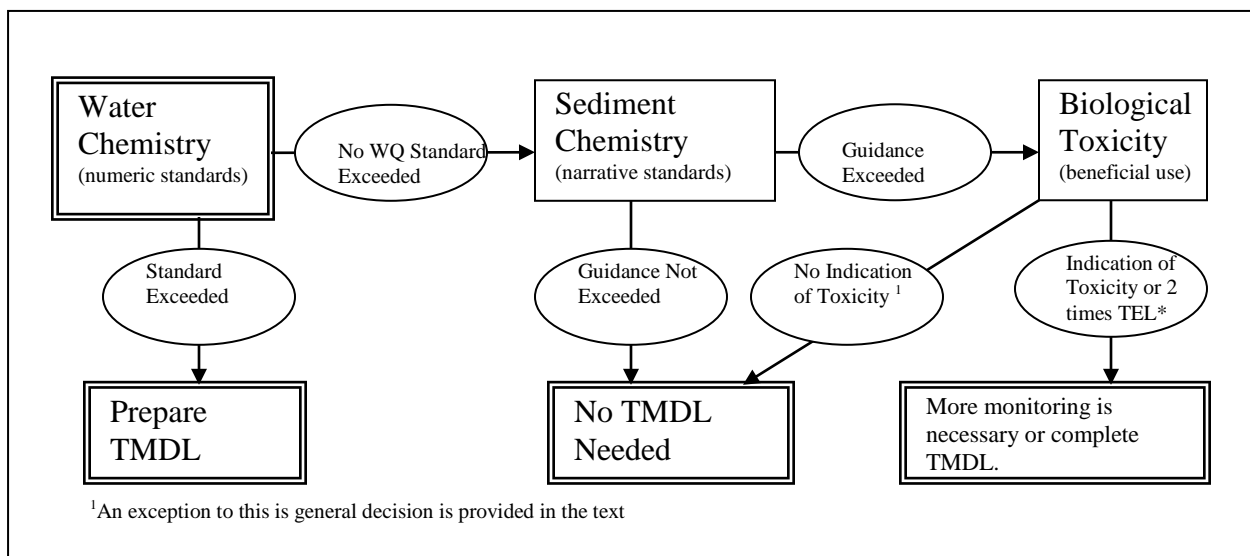 Water
Chemistry
(numeric standards)
No WQ Standard
Exceeded
Sediment
Chemistry
(narrative standards)
Guidance
Exceeded
Biological
Toxicity
(beneficial use)
Standard
Exceeded
Guidance Not
Exceeded
No Indication
of Toxicity ¹
Indication of
Toxicity or 2
times TEL*
Prepare
TMDL
No TMDL
Needed
More monitoring is
necessary or complete
TMDL.
¹An exception to this is general decision is provided in the text